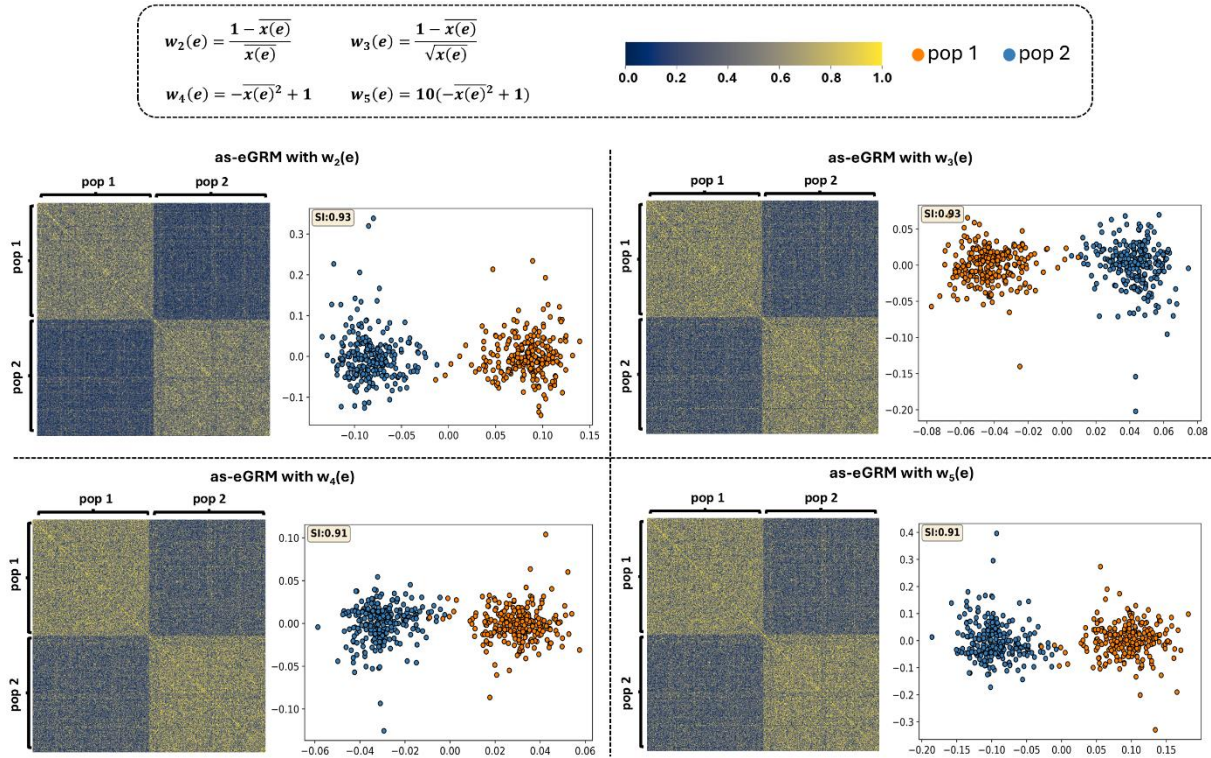 w₂(e) = (1 − x(e)‾) / x(e)‾    w₃(e) = (1 − x(e)‾) / √x(e)‾
w₄(e) = −x(e)‾² + 1    w₅(e) = 10(−x(e)‾² + 1)
0.0 0.2 0.4 0.6 0.8 1.0
pop 1 pop 2
as-eGRM with w₂(e)
pop 1 pop 2
pop 1
pop 2
SI:0.93
0.3
0.2
0.1
0.0
−0.1
−0.10 −0.05 0.00 0.05 0.10 0.15
as-eGRM with w₃(e)
pop 1 pop 2
pop 1
pop 2
SI:0.93
0.05
0.00
−0.05
−0.10
−0.15
−0.20
−0.08 −0.06 −0.04 −0.02 0.00 0.02 0.04 0.06 0.08
as-eGRM with w₄(e)
pop 1 pop 2
pop 1
pop 2
SI:0.91
0.10
0.05
0.00
−0.05
−0.10
−0.06 −0.04 −0.02 0.00 0.02 0.04 0.06
as-eGRM with w₅(e)
pop 1 pop 2
pop 1
pop 2
SI:0.91
0.4
0.3
0.2
0.1
0.0
−0.1
−0.2
−0.3
−0.20 −0.15 −0.10 −0.05 0.00 0.05 0.10 0.15